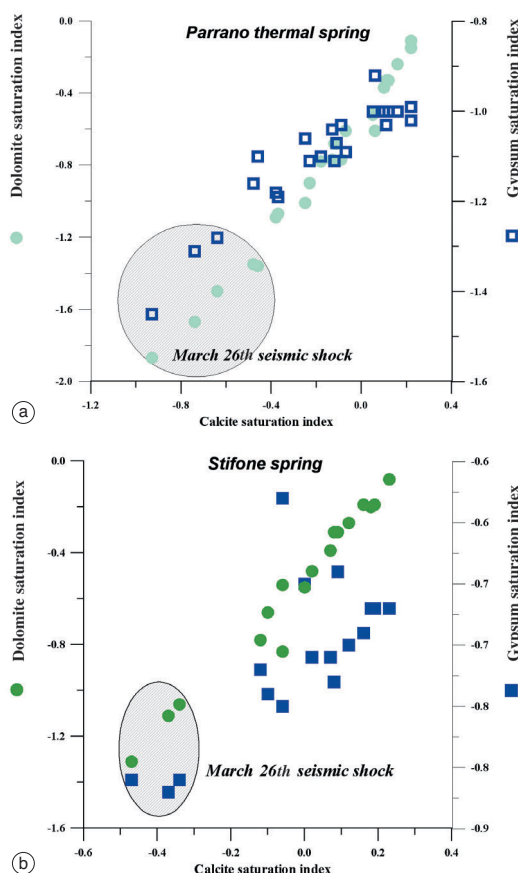 Parrano thermal spring
0.0
-0.4
-0.8
-1.2
-1.6
-2.0
Dolomite saturation index
-0.8
-1.0
-1.2
-1.4
-1.6
Gypsum saturation index
March 26th seismic shock
-1.2 -0.8 -0.4 0.0 0.4
Calcite saturation index
a
Stifone spring
0.0
-0.4
-0.8
-1.2
-1.6
Dolomite saturation index
-0.6
-0.6
-0.7
-0.7
-0.8
-0.8
-0.9
Gypsum saturation index
March 26th seismic shock
-0.6 -0.4 -0.2 0.0 0.2 0.4
Calcite saturation index
b